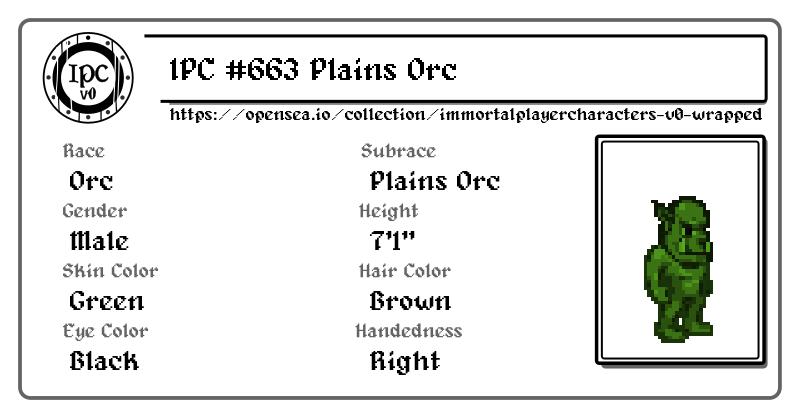 IPC v0
IPC #663 Plains Orc
https://opensea.io/collection/immortalplayercharacters-v0-wrapped
Race Subrace
Orc Plains Orc
Gender Height
Male 7'1"
Skin Color Hair Color
Green Brown
Eye Color Handedness
Black Right